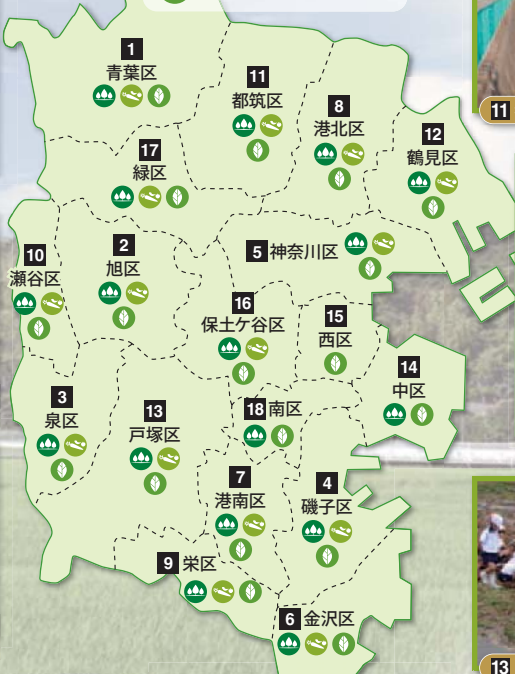 1
青葉区
11
都筑区
8
港北区
12
鶴見区
11
17
緑区
10
瀬谷区
2
旭区
5 神奈川区
16
保土ケ谷区
15
西区
14
中区
3
泉区
13
戸塚区
18 南区
7
港南区
4
磯子区
9 栄区
6 金沢区
13